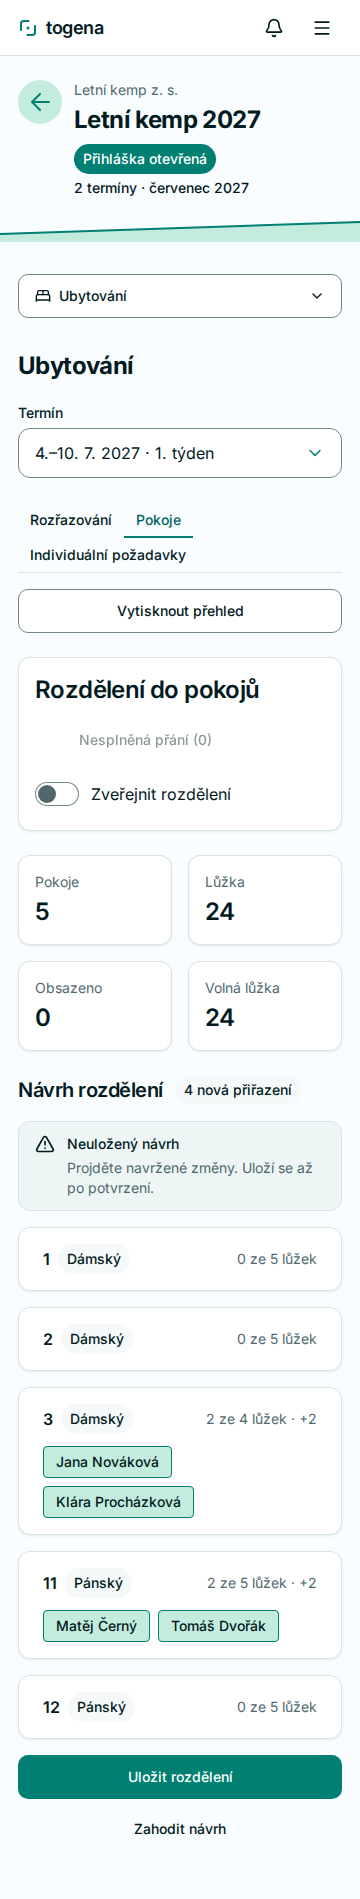 togena
Letní kemp z. s.
Letní kemp 2027
Přihláška otevřená
2 termíny · červenec 2027
Ubytování
Ubytování
Termín
4.–10. 7. 2027 · 1. týden
Rozřazování Pokoje
Individuální požadavky
Vytisknout přehled
Rozdělení do pokojů
Nesplněná přání (0)
Zveřejnit rozdělení
Pokoje Lůžka
5 24
Obsazeno Volná lůžka
0 24
Návrh rozdělení 4 nová přiřazení
Neuložený návrh
Projděte navržené změny. Uloží se až
po potvrzení.
1 Dámský 0 ze 5 lůžek
2 Dámský 0 ze 5 lůžek
3 Dámský 2 ze 4 lůžek · +2
Jana Nováková
Klára Procházková
11 Pánský 2 ze 5 lůžek · +2
Matěj Černý Tomáš Dvořák
12 Pánský 0 ze 5 lůžek
Uložit rozdělení
Zahodit návrh